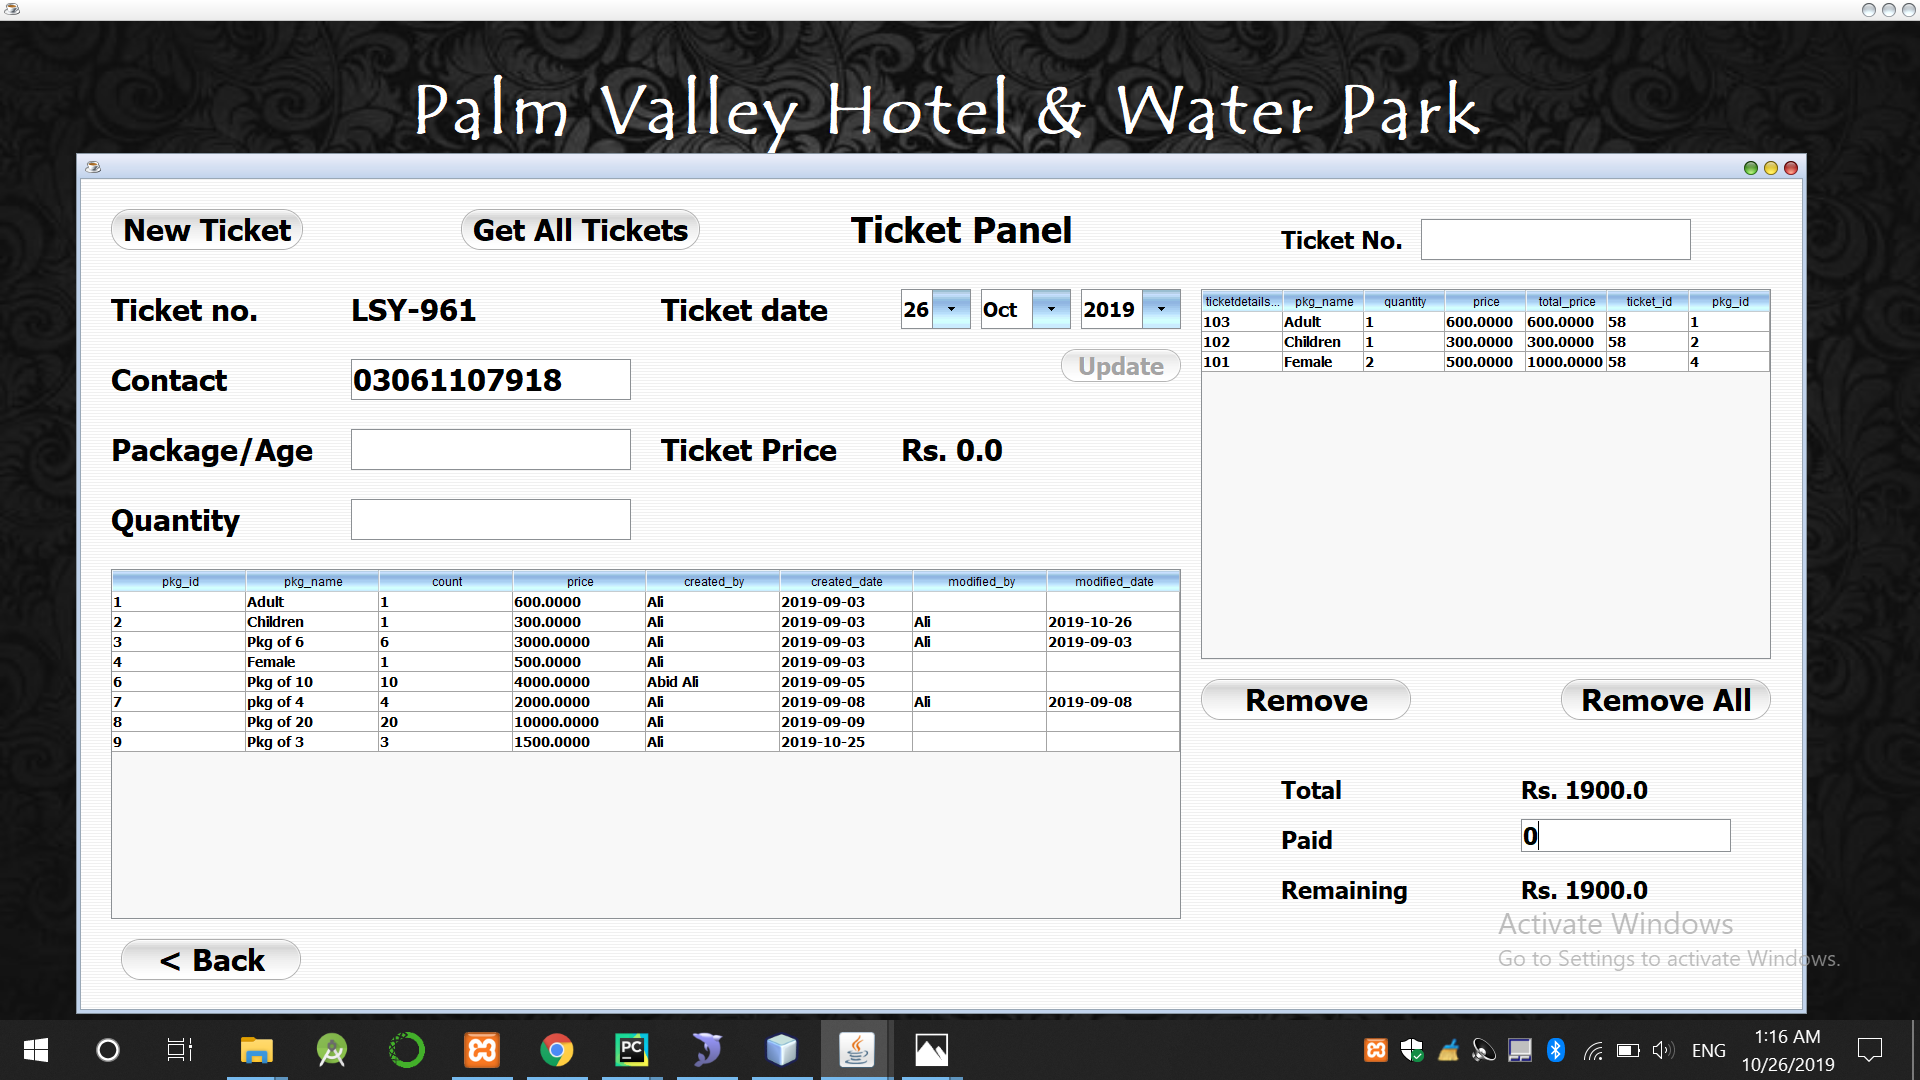 Palm Valley Hotel & Water Park
New Ticket
Get All Tickets
Ticket Panel
Ticket No.
Ticket no.
LSY-961
Ticket date
26
Oct
2019
Update
Contact
03061107918
Package/Age
Ticket Price
Rs. 0.0
Quantity
ticketdetails... pkg_name quantity price total_price ticket_id pkg_id
103 Adult 1 600.0000 600.0000 58 1
102 Children 1 300.0000 300.0000 58 2
101 Female 2 500.0000 1000.0000 58 4
pkg_id pkg_name count price created_by created_date modified_by modified_date
1 Adult 1 600.0000 Ali 2019-09-03
2 Children 1 300.0000 Ali 2019-09-03 Ali 2019-10-26
3 Pkg of 6 6 3000.0000 Ali 2019-09-03 Ali 2019-09-03
4 Female 1 500.0000 Ali 2019-09-03
6 Pkg of 10 10 4000.0000 Abid Ali 2019-09-05
7 pkg of 4 4 2000.0000 Ali 2019-09-08 Ali 2019-09-08
8 Pkg of 20 20 10000.0000 Ali 2019-09-09
9 Pkg of 3 3 1500.0000 Ali 2019-10-25
Remove
Remove All
Total
Rs. 1900.0
Paid
0
Remaining
Rs. 1900.0
Activate Windows
Go to Settings to activate Windows.
< Back
PC
ENG
1:16 AM
10/26/2019